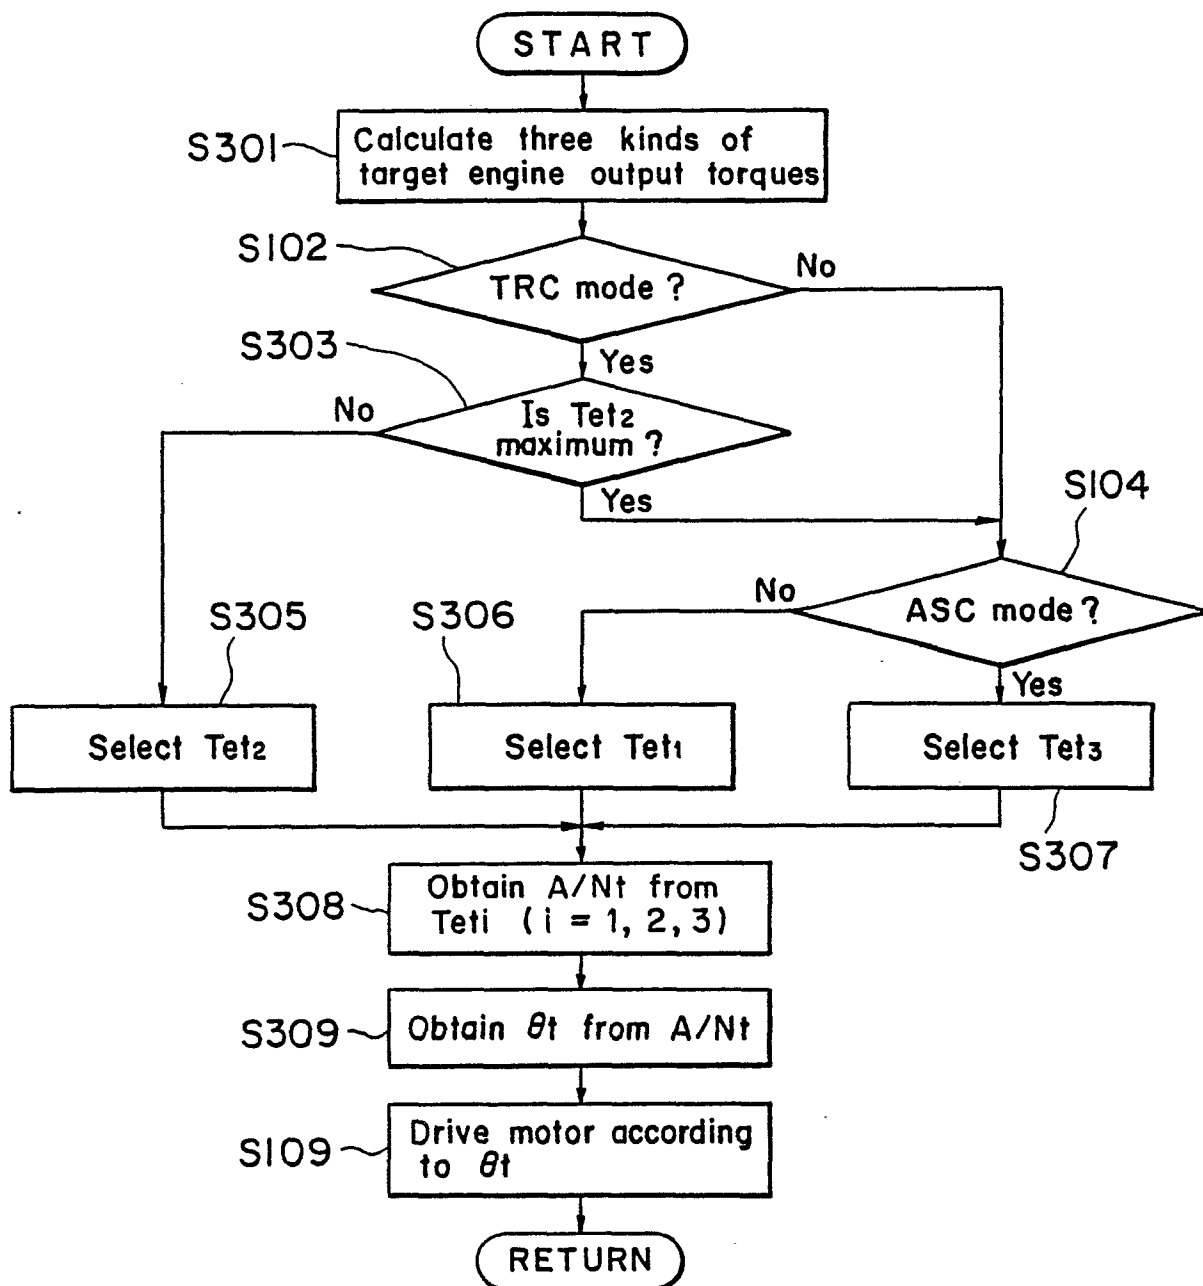 START
S301
Calculate three kinds of
target engine output torques
S102
TRC mode ?
No
Yes
S303
Is Tet2
maximum ?
No
Yes
S104
ASC mode ?
No
Yes
S305
S306
Select Tet2
Select Tet1
Select Tet3
S307
S308
Obtain A/Nt from
Teti ( i = 1, 2, 3 )
S309
Obtain θt from A/Nt
S109
Drive motor according
to θt
RETURN